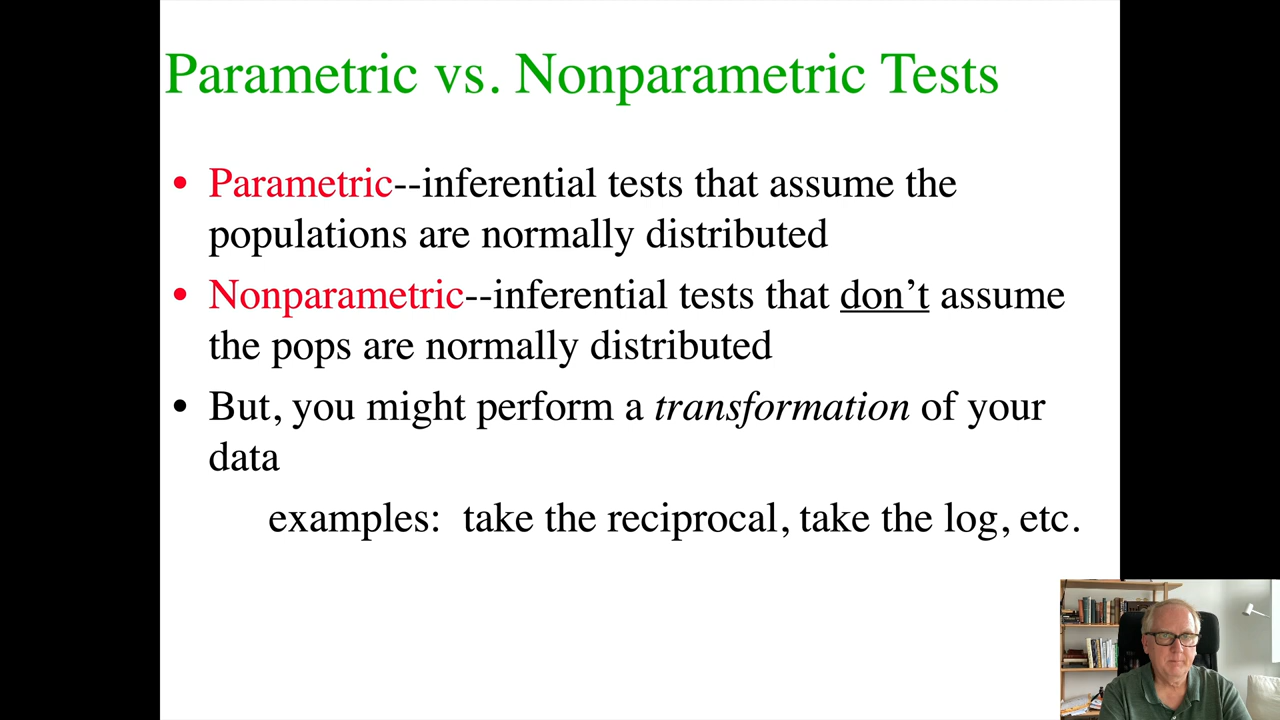 Parametric vs. Nonparametric Tests
• Parametric--inferential tests that assume the
populations are normally distributed
• Nonparametric--inferential tests that don’t assume
the pops are normally distributed
• But, you might perform a transformation of your
data
examples: take the reciprocal, take the log, etc.